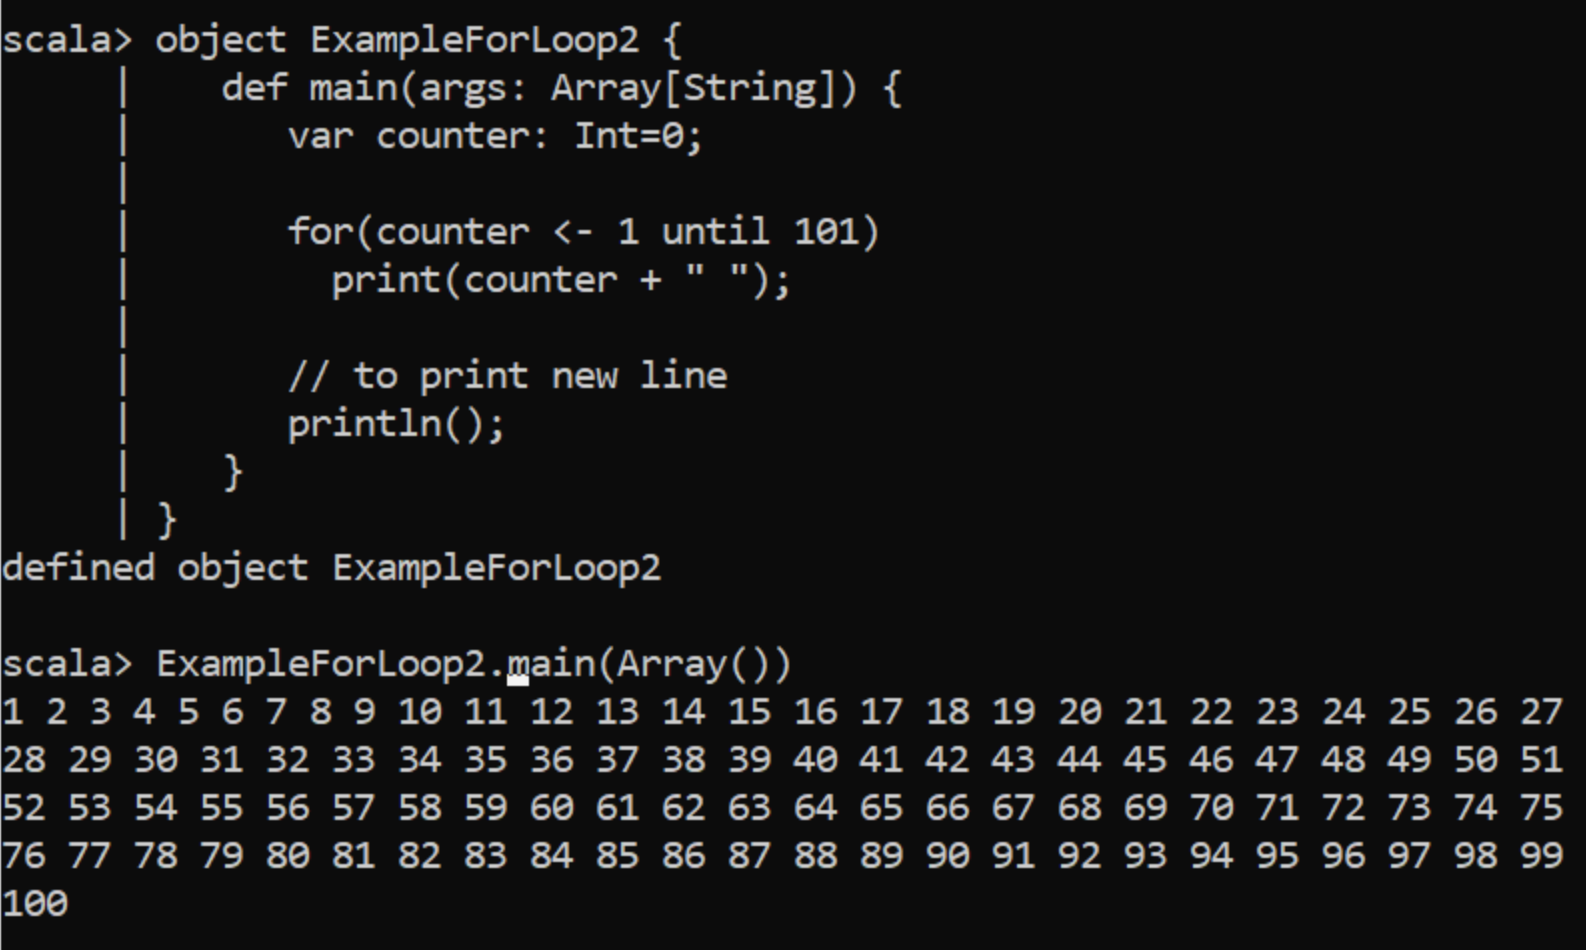 scala> object ExampleForLoop2 {
     |    def main(args: Array[String]) {
     |       var counter: Int=0;
     |
     |       for(counter <- 1 until 101)
     |         print(counter + " ");
     |
     |       // to print new line
     |       println();
     |    }
     | }
defined object ExampleForLoop2

scala> ExampleForLoop2.main(Array())
1 2 3 4 5 6 7 8 9 10 11 12 13 14 15 16 17 18 19 20 21 22 23 24 25 26 27
28 29 30 31 32 33 34 35 36 37 38 39 40 41 42 43 44 45 46 47 48 49 50 51
52 53 54 55 56 57 58 59 60 61 62 63 64 65 66 67 68 69 70 71 72 73 74 75
76 77 78 79 80 81 82 83 84 85 86 87 88 89 90 91 92 93 94 95 96 97 98 99
100